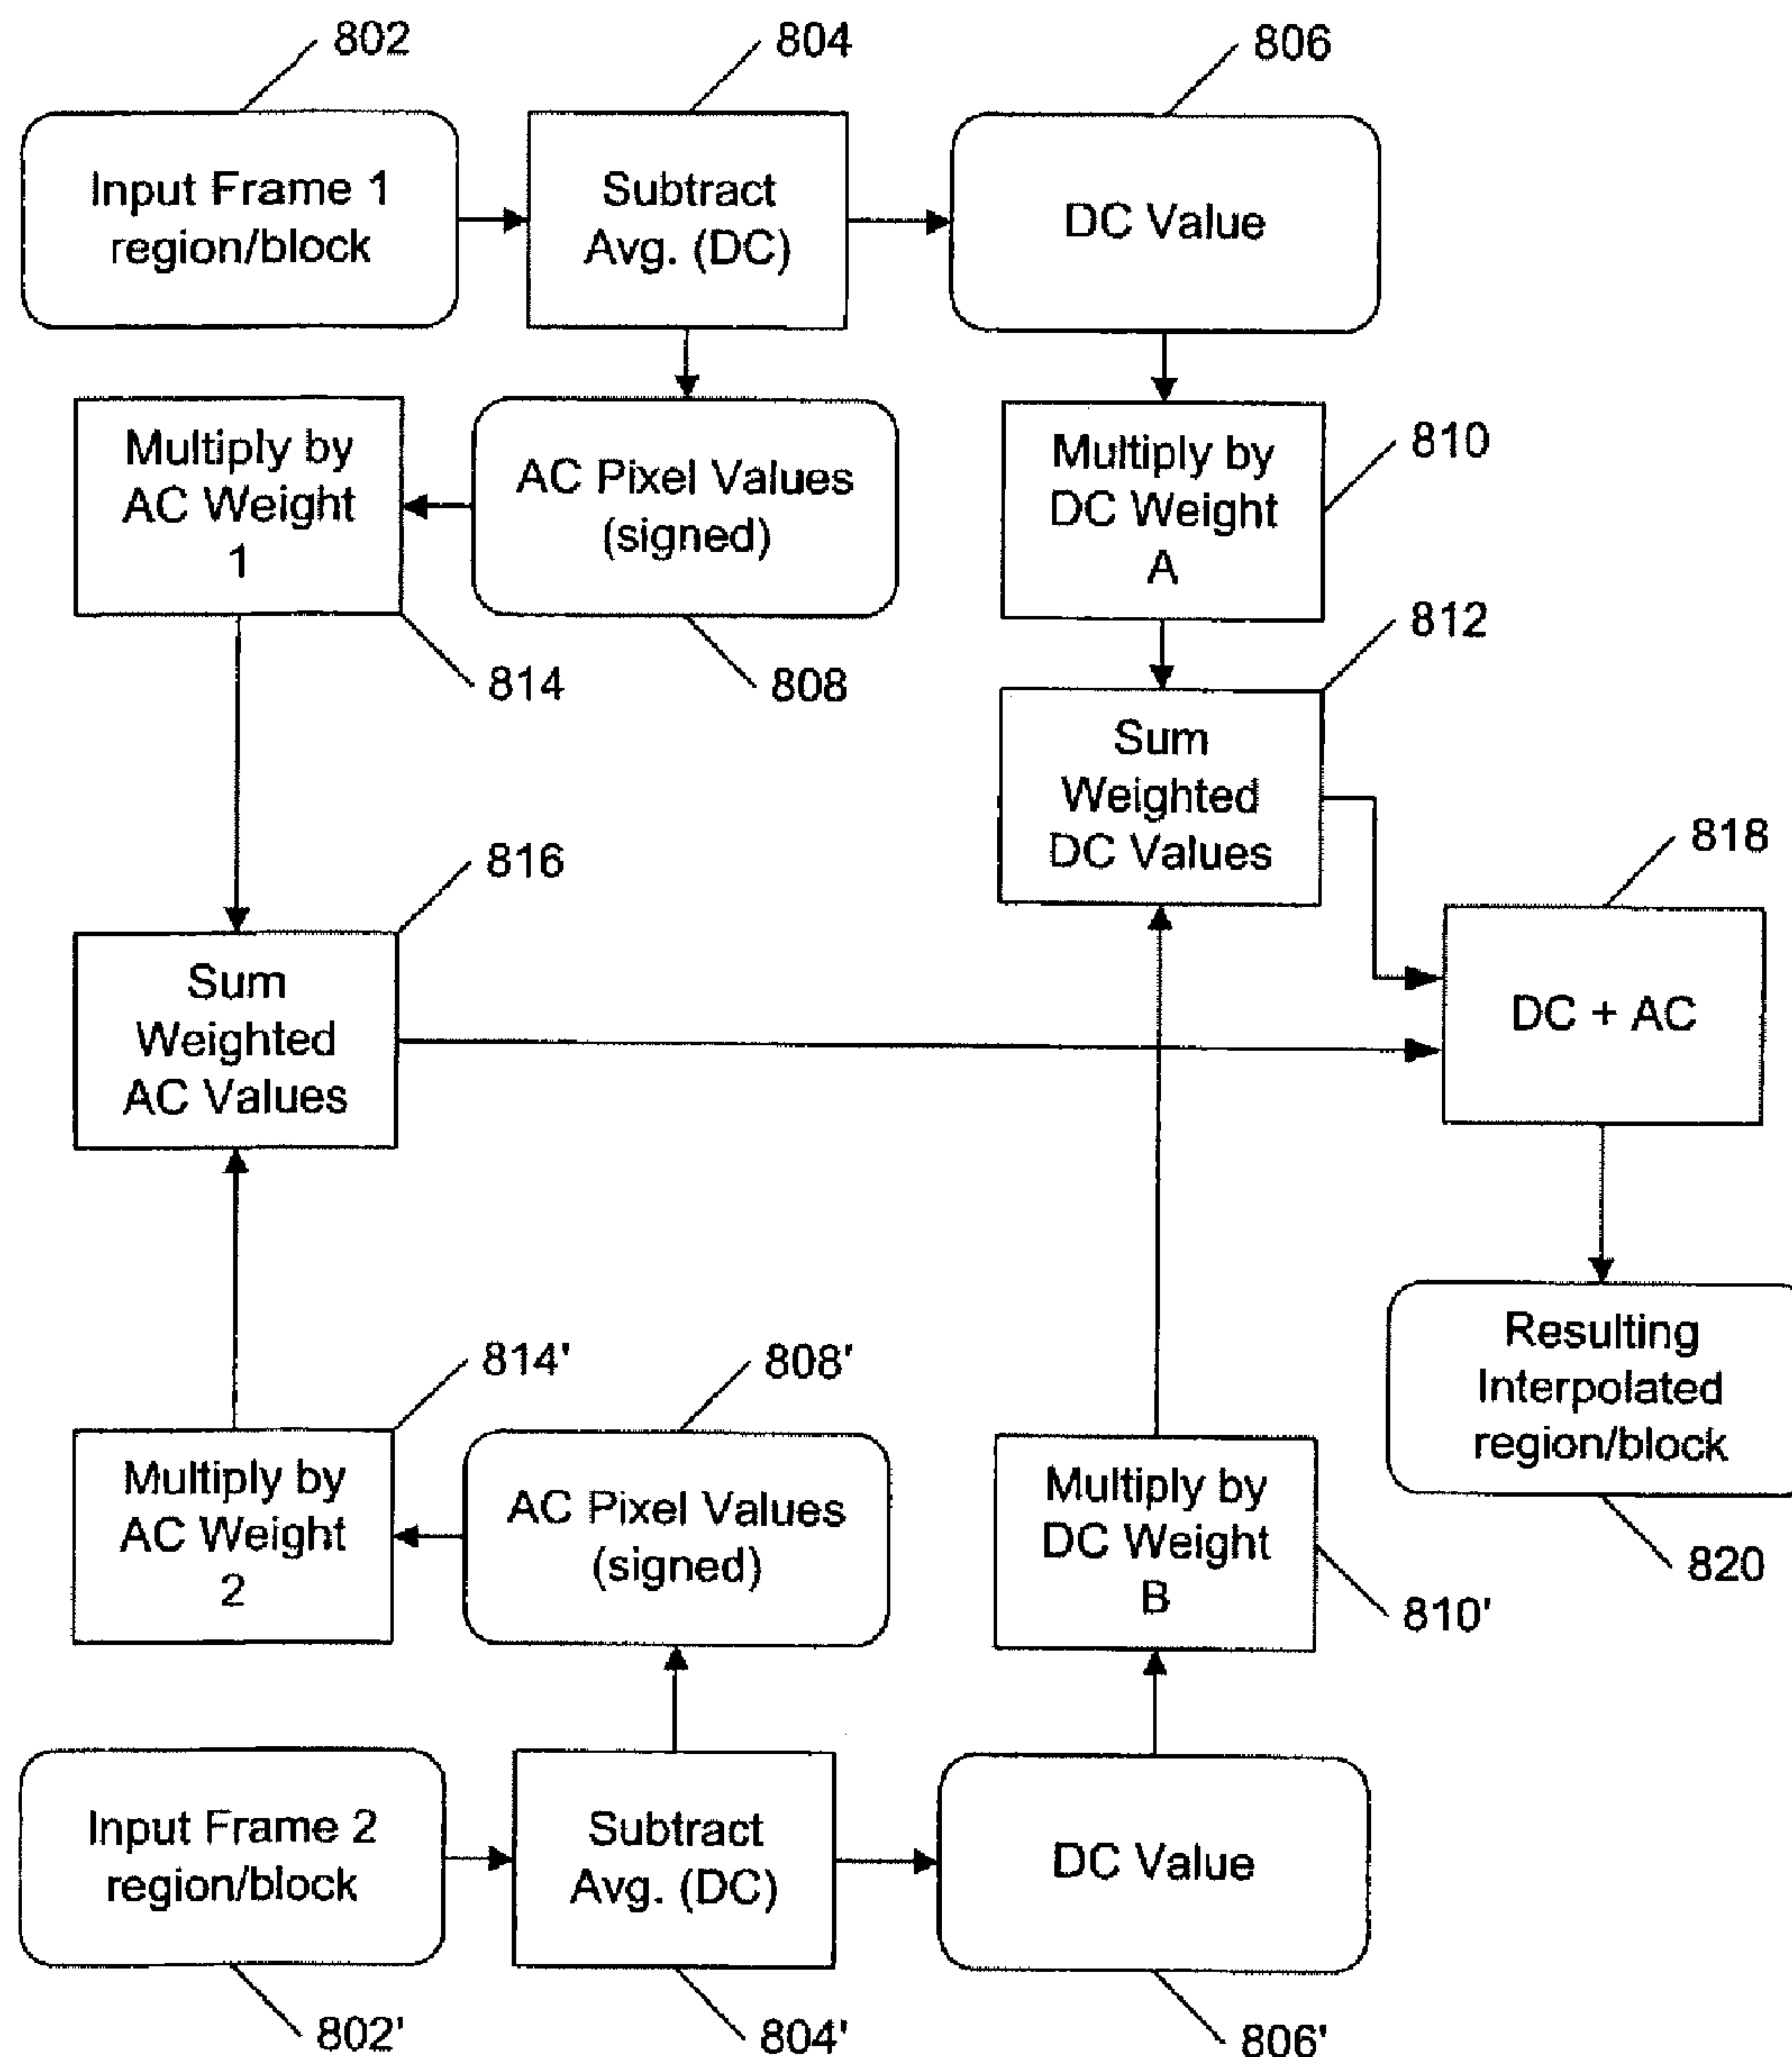 802
804
806
Input Frame 1
region/block
Subtract
Avg. (DC)
DC Value
Multiply by
AC Weight
1
AC Pixel Values
(signed)
Multiply by
DC Weight
A
810
812
814
808
Sum
Weighted
DC Values
816
818
Sum
Weighted
AC Values
DC + AC
814'
808'
Resulting
Interpolated
region/block
Multiply by
AC Weight
2
AC Pixel Values
(signed)
Multiply by
DC Weight
B
820
810'
Input Frame 2
region/block
Subtract
Avg. (DC)
DC Value
802'
804'
806'